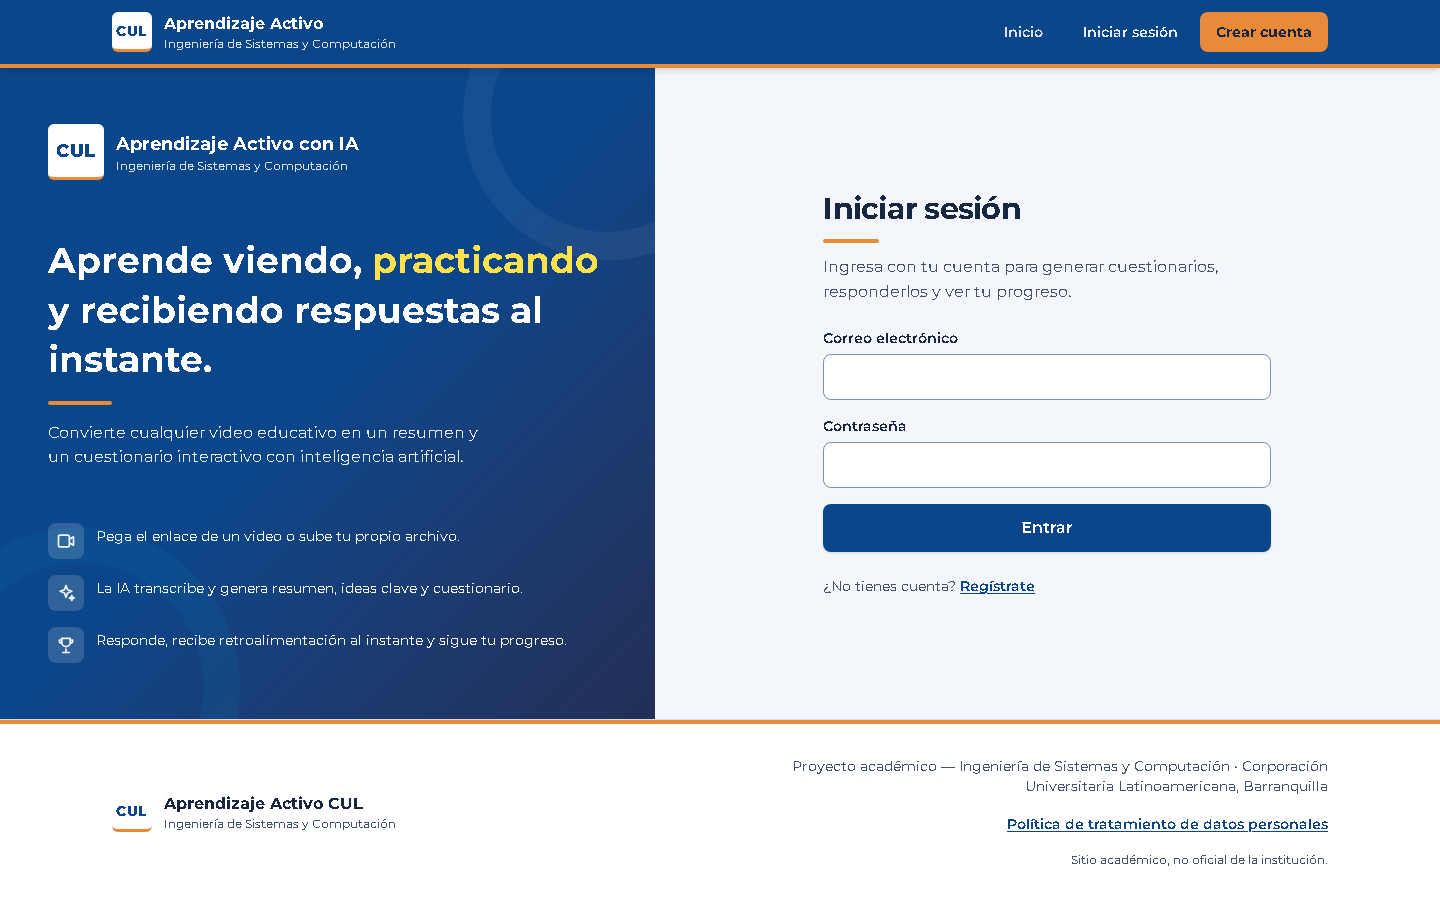 CUL
Aprendizaje Activo
Ingeniería de Sistemas y Computación
Inicio
Iniciar sesión
Crear cuenta
CUL
Aprendizaje Activo con IA
Ingeniería de Sistemas y Computación
Aprende viendo, practicando
y recibiendo respuestas al
instante.
Convierte cualquier video educativo en un resumen y
un cuestionario interactivo con inteligencia artificial.
Pega el enlace de un video o sube tu propio archivo.
La IA transcribe y genera resumen, ideas clave y cuestionario.
Responde, recibe retroalimentación al instante y sigue tu progreso.
Iniciar sesión
Ingresa con tu cuenta para generar cuestionarios,
responderlos y ver tu progreso.
Correo electrónico
Contraseña
Entrar
¿No tienes cuenta? Regístrate
CUL
Aprendizaje Activo CUL
Ingeniería de Sistemas y Computación
Proyecto académico — Ingeniería de Sistemas y Computación · Corporación
Universitaria Latinoamericana, Barranquilla
Política de tratamiento de datos personales
Sitio académico, no oficial de la institución.